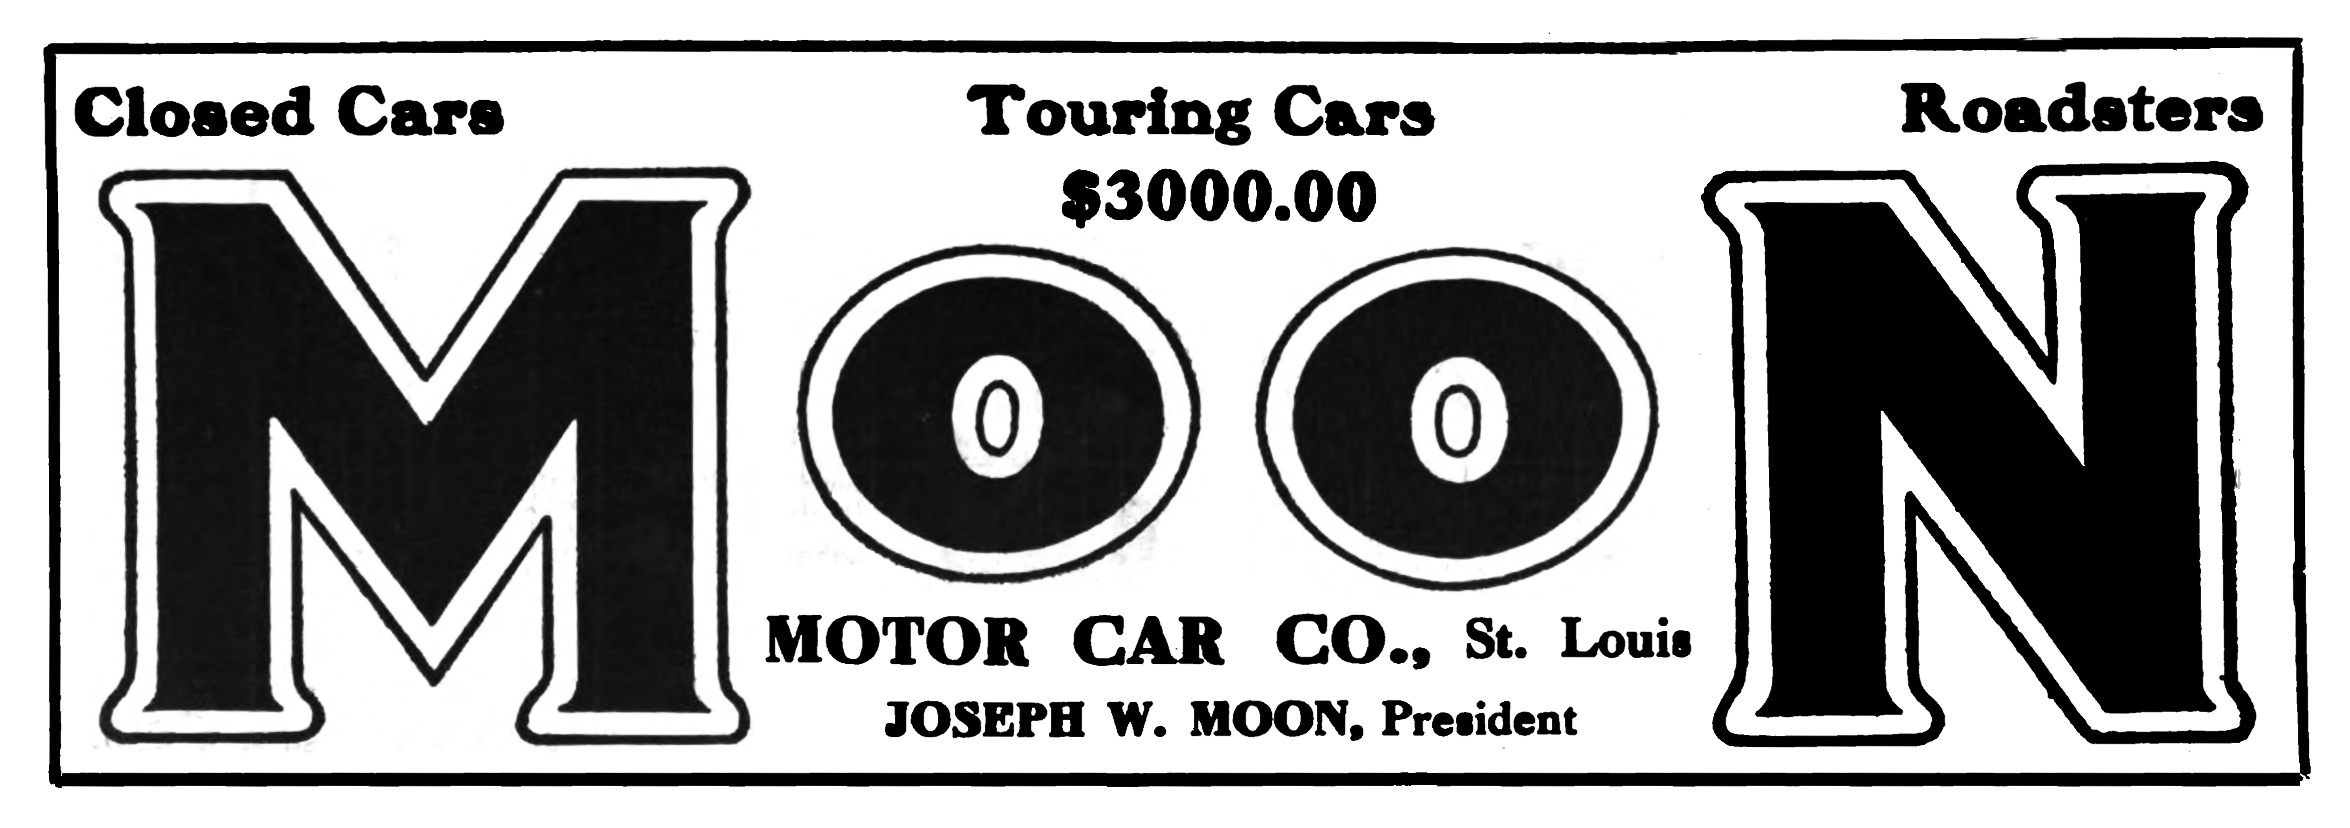 Closed Cars Touring Cars Roadsters
$3000.00
MOON
MOTOR CAR CO., St. Louis
JOSEPH W. MOON, President